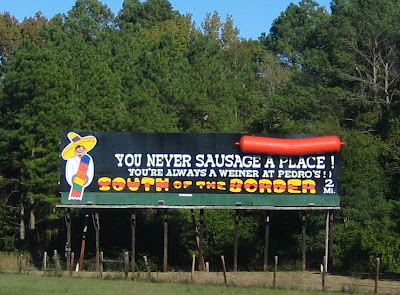 YOU NEVER SAUSAGE A PLACE !
YOU'RE ALWAYS A WEINER AT PEDRO'S !
SOUTH OF THE BORDER 2 MI.